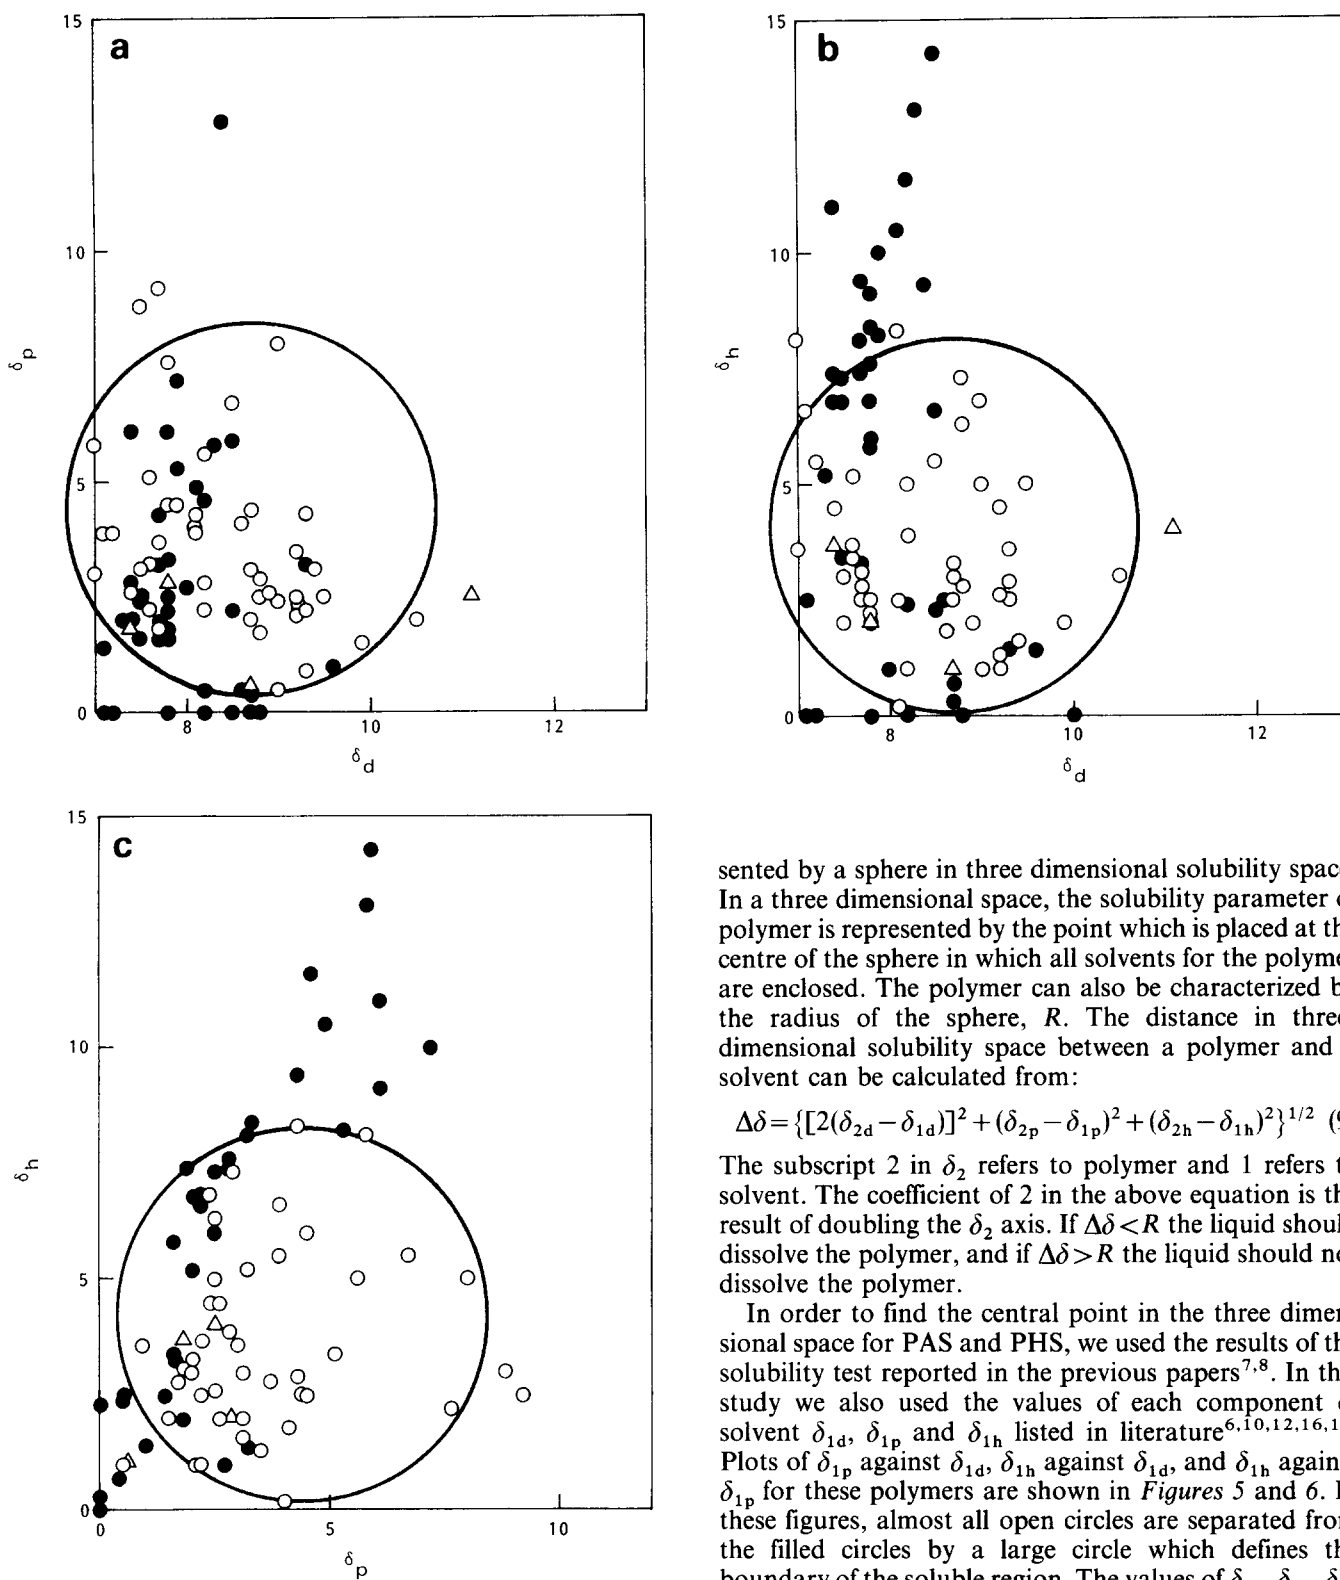 a
15
10
5
0
8
10
12
δp
δd
b
15
10
5
0
8
10
12
δh
δd
c
15
10
5
0
0
5
10
δh
δp
sented by a sphere in three dimensional solubility spac
In a three dimensional space, the solubility parameter
polymer is represented by the point which is placed at th
centre of the sphere in which all solvents for the polyme
are enclosed. The polymer can also be characterized b
the radius of the sphere, R. The distance in three
dimensional solubility space between a polymer and
solvent can be calculated from:
Δδ={[2(δ2d−δ1d)]²+(δ2p−δ1p)²+(δ2h−δ1h)²}^1/2
The subscript 2 in δ2 refers to polymer and 1 refers t
solvent. The coefficient of 2 in the above equation is th
result of doubling the δ2 axis. If Δδ<R the liquid shoul
dissolve the polymer, and if Δδ>R the liquid should no
dissolve the polymer.
In order to find the central point in the three dimen
sional space for PAS and PHS, we used the results of th
solubility test reported in the previous papers7,8. In th
study we also used the values of each component
solvent δ1d, δ1p and δ1h listed in literature6,10,12,16,1
Plots of δ1p against δ1d, δ1h against δ1d, and δ1h again
δ1p for these polymers are shown in Figures 5 and 6. I
these figures, almost all open circles are separated from
the filled circles by a large circle which defines th
boundary of the soluble region. The values of δ